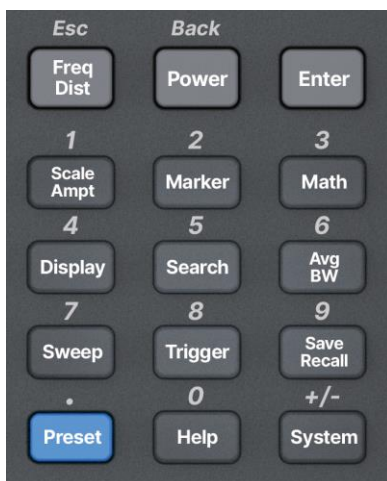 Esc Back
Freq
Dist
Power
Enter
1 2 3
Scale
Ampt
Marker
Math
4 5 6
Display
Search
Avg
BW
7 8 9
Sweep
Trigger
Save
Recall
. 0 +/-
Preset
Help
System